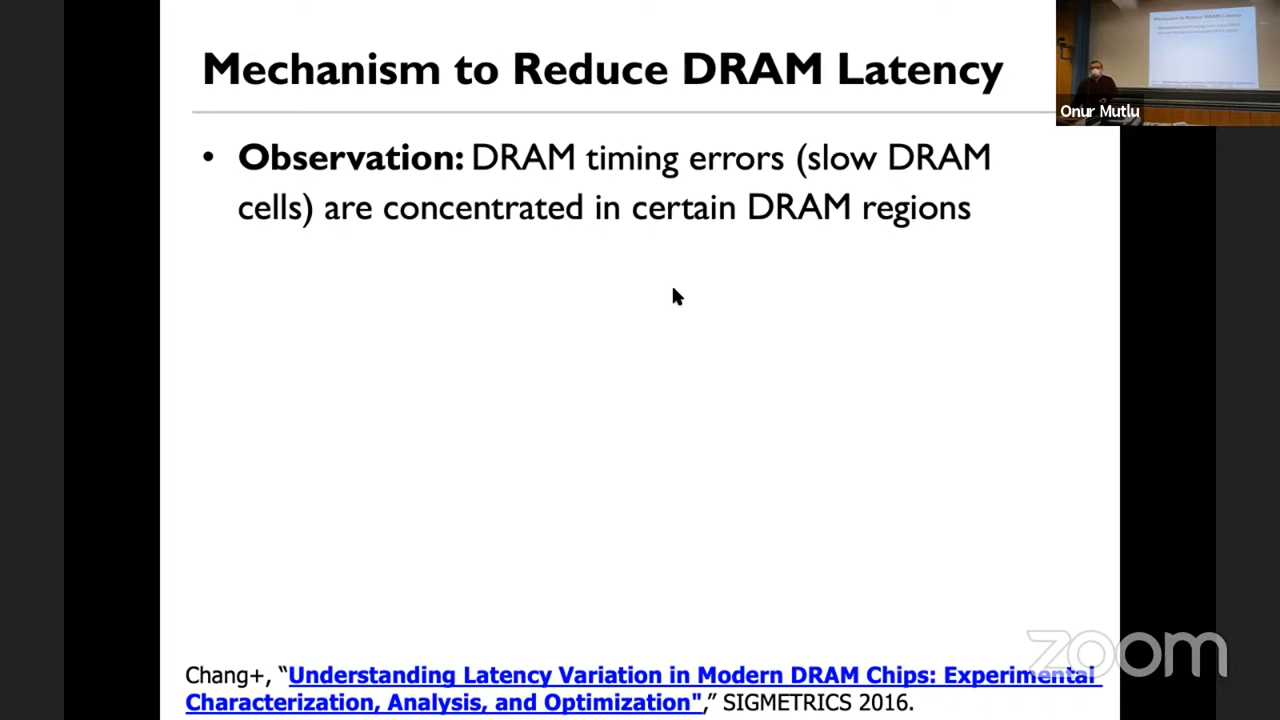 Mechanism to Reduce DRAM Latency
Onur Mutlu
• Observation: DRAM timing errors (slow DRAM
cells) are concentrated in certain DRAM regions
zoom
Chang+, “Understanding Latency Variation in Modern DRAM Chips: Experimental
Characterization, Analysis, and Optimization",” SIGMETRICS 2016.